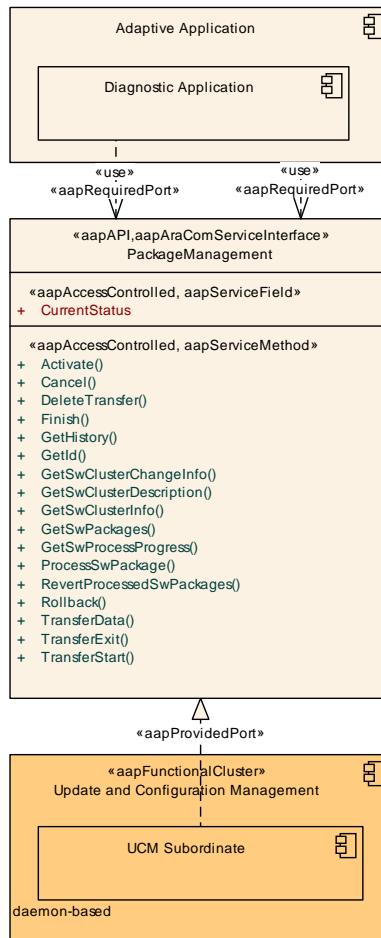 Adaptive Application
Diagnostic Application
«use» «use»
«aapRequiredPort» «aapRequiredPort»
«aapAPI,aapAraComServiceInterface»
PackageManagement
«aapAccessControlled, aapServiceField»
+ CurrentStatus
«aapAccessControlled, aapServiceMethod»
+ Activate()
+ Cancel()
+ DeleteTransfer()
+ Finish()
+ GetHistory()
+ GetId()
+ GetSwClusterChangeInfo()
+ GetSwClusterDescription()
+ GetSwClusterInfo()
+ GetSwPackages()
+ GetSwProcessProgress()
+ ProcessSwPackage()
+ RevertProcessedSwPackages()
+ Rollback()
+ TransferData()
+ TransferExit()
+ TransferStart()
«aapProvidedPort»
«aapFunctionalCluster»
Update and Configuration Management
UCM Subordinate
daemon-based